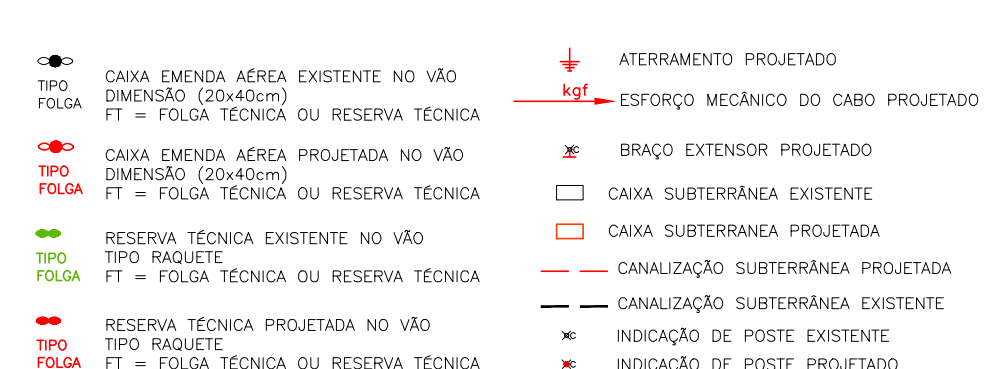 TIPO
FOLGA
CAIXA EMENDA AÉREA EXISTENTE NO VÃO
DIMENSÃO (20x40cm)
FT = FOLGA TÉCNICA OU RESERVA TÉCNICA
TIPO
FOLGA
CAIXA EMENDA AÉREA PROJETADA NO VÃO
DIMENSÃO (20x40cm)
FT = FOLGA TÉCNICA OU RESERVA TÉCNICA
TIPO
FOLGA
RESERVA TÉCNICA EXISTENTE NO VÃO
TIPO RAQUETE
FT = FOLGA TÉCNICA OU RESERVA TÉCNICA
TIPO
FOLGA
RESERVA TÉCNICA PROJETADA NO VÃO
TIPO RAQUETE
FT = FOLGA TÉCNICA OU RESERVA TÉCNICA
ATERRAMENTO PROJETADO
kgf
ESFORÇO MECÂNICO DO CABO PROJETADO
C BRAÇO EXTENSOR PROJETADO
CAIXA SUBTERRÂNEA EXISTENTE
CAIXA SUBTERRANEA PROJETADA
CANALIZAÇÃO SUBTERRÂNEA PROJETADA
CANALIZAÇÃO SUBTERRÂNEA EXISTENTE
C INDICAÇÃO DE POSTE EXISTENTE
C INDICAÇÃO DE POSTE PROJETADO